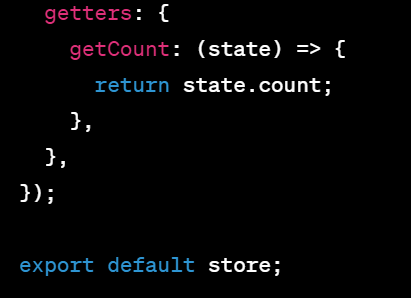 getters: {
    getCount: (state) => {
      return state.count;
    },
  },
});

export default store;